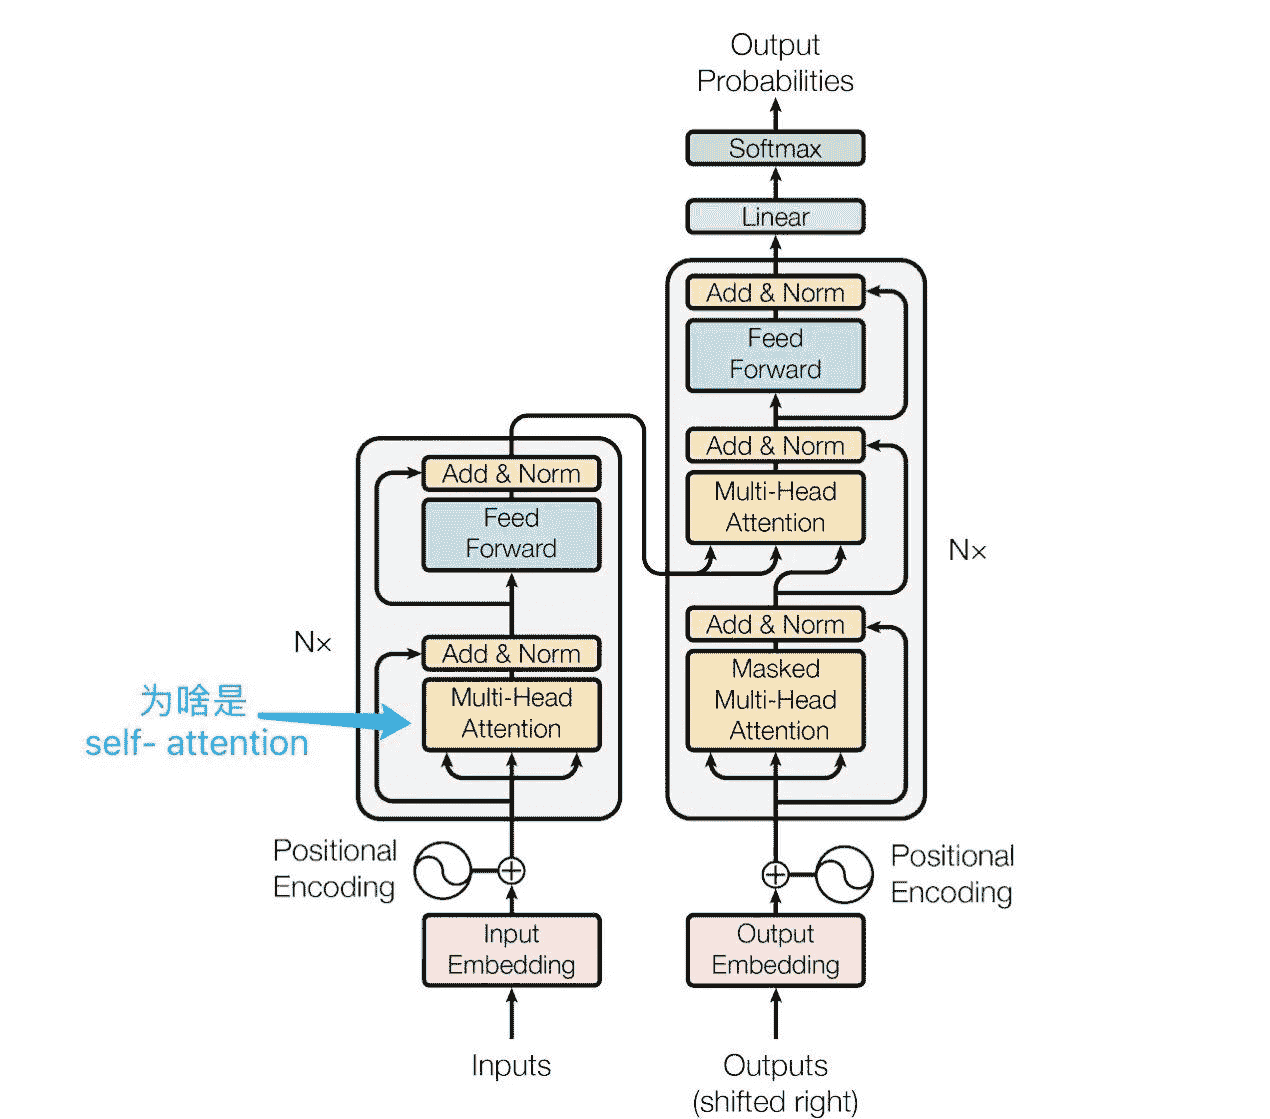 Output
Probabilities
Softmax
Linear
Add & Norm
Feed
Forward
Add & Norm
Multi-Head
Attention
Nx
Add & Norm
Masked
Multi-Head
Attention
Add & Norm
Feed
Forward
Nx
Add & Norm
Multi-Head
Attention
为啥是
self- attention
Positional
Encoding
Positional
Encoding
Input
Embedding
Output
Embedding
Inputs
Outputs
(shifted right)